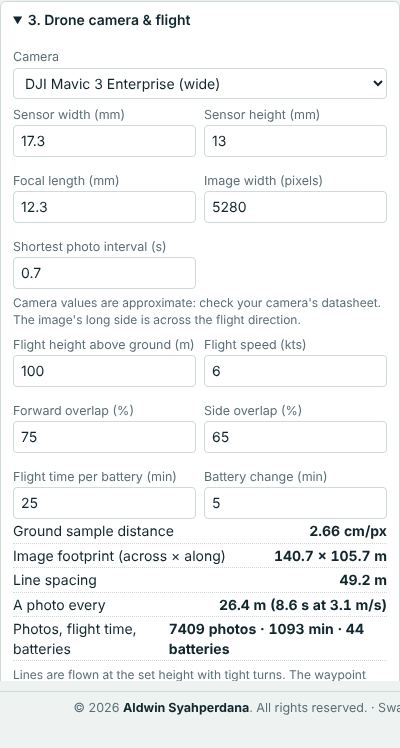 ▼ 3. Drone camera & flight
Camera
DJI Mavic 3 Enterprise (wide)
Sensor width (mm) Sensor height (mm)
17.3 13
Focal length (mm) Image width (pixels)
12.3 5280
Shortest photo interval (s)
0.7
Camera values are approximate: check your camera's datasheet.
The image's long side is across the flight direction.
Flight height above ground (m) Flight speed (kts)
100 6
Forward overlap (%) Side overlap (%)
75 65
Flight time per battery (min) Battery change (min)
25 5
Ground sample distance 2.66 cm/px
Image footprint (across × along) 140.7 × 105.7 m
Line spacing 49.2 m
A photo every 26.4 m (8.6 s at 3.1 m/s)
Photos, flight time, 7409 photos · 1093 min · 44
batteries batteries
Lines are flown at the set height with tight turns. The waypoint
© 2026 Aldwin Syahperdana. All rights reserved. · Swa